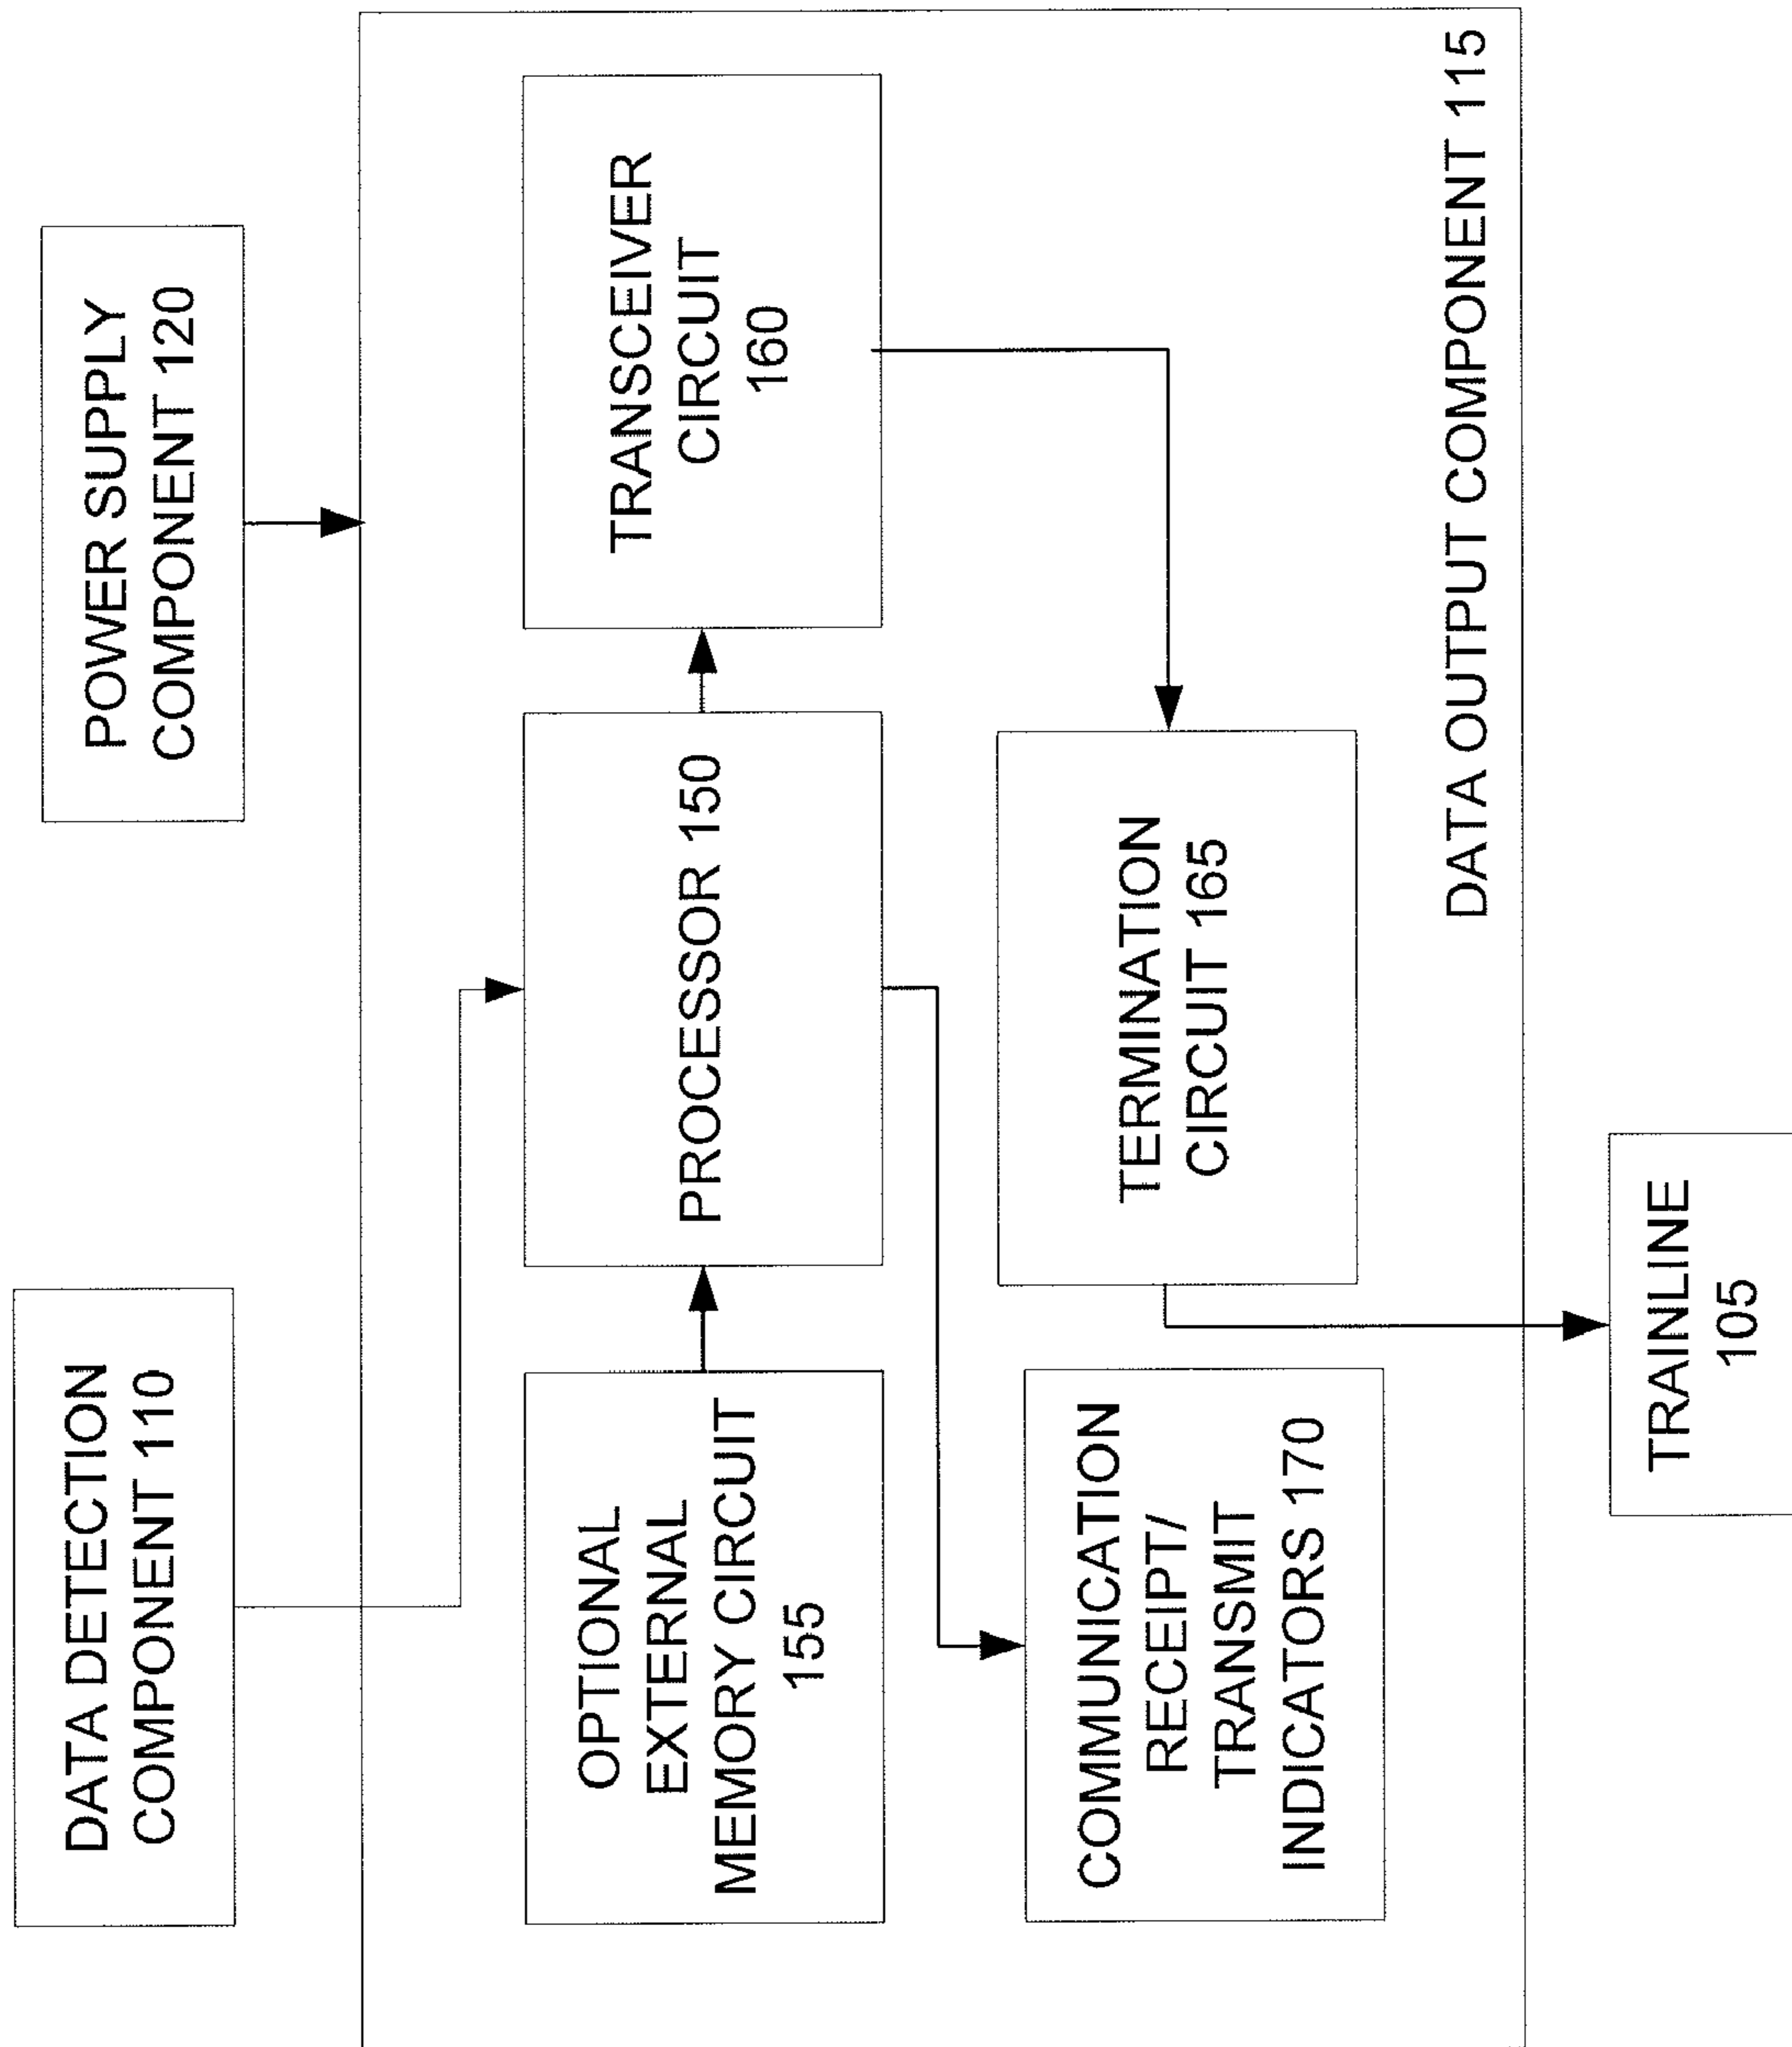 DATA DETECTION
COMPONENT 110
POWER SUPPLY
COMPONENT 120
OPTIONAL
EXTERNAL
MEMORY CIRCUIT
155
PROCESSOR 150
TRANSCEIVER
CIRCUIT
160
COMMUNICATION
RECEIPT/
TRANSMIT
INDICATORS 170
TERMINATION
CIRCUIT 165
DATA OUTPUT COMPONENT 115
TRAINLINE
105